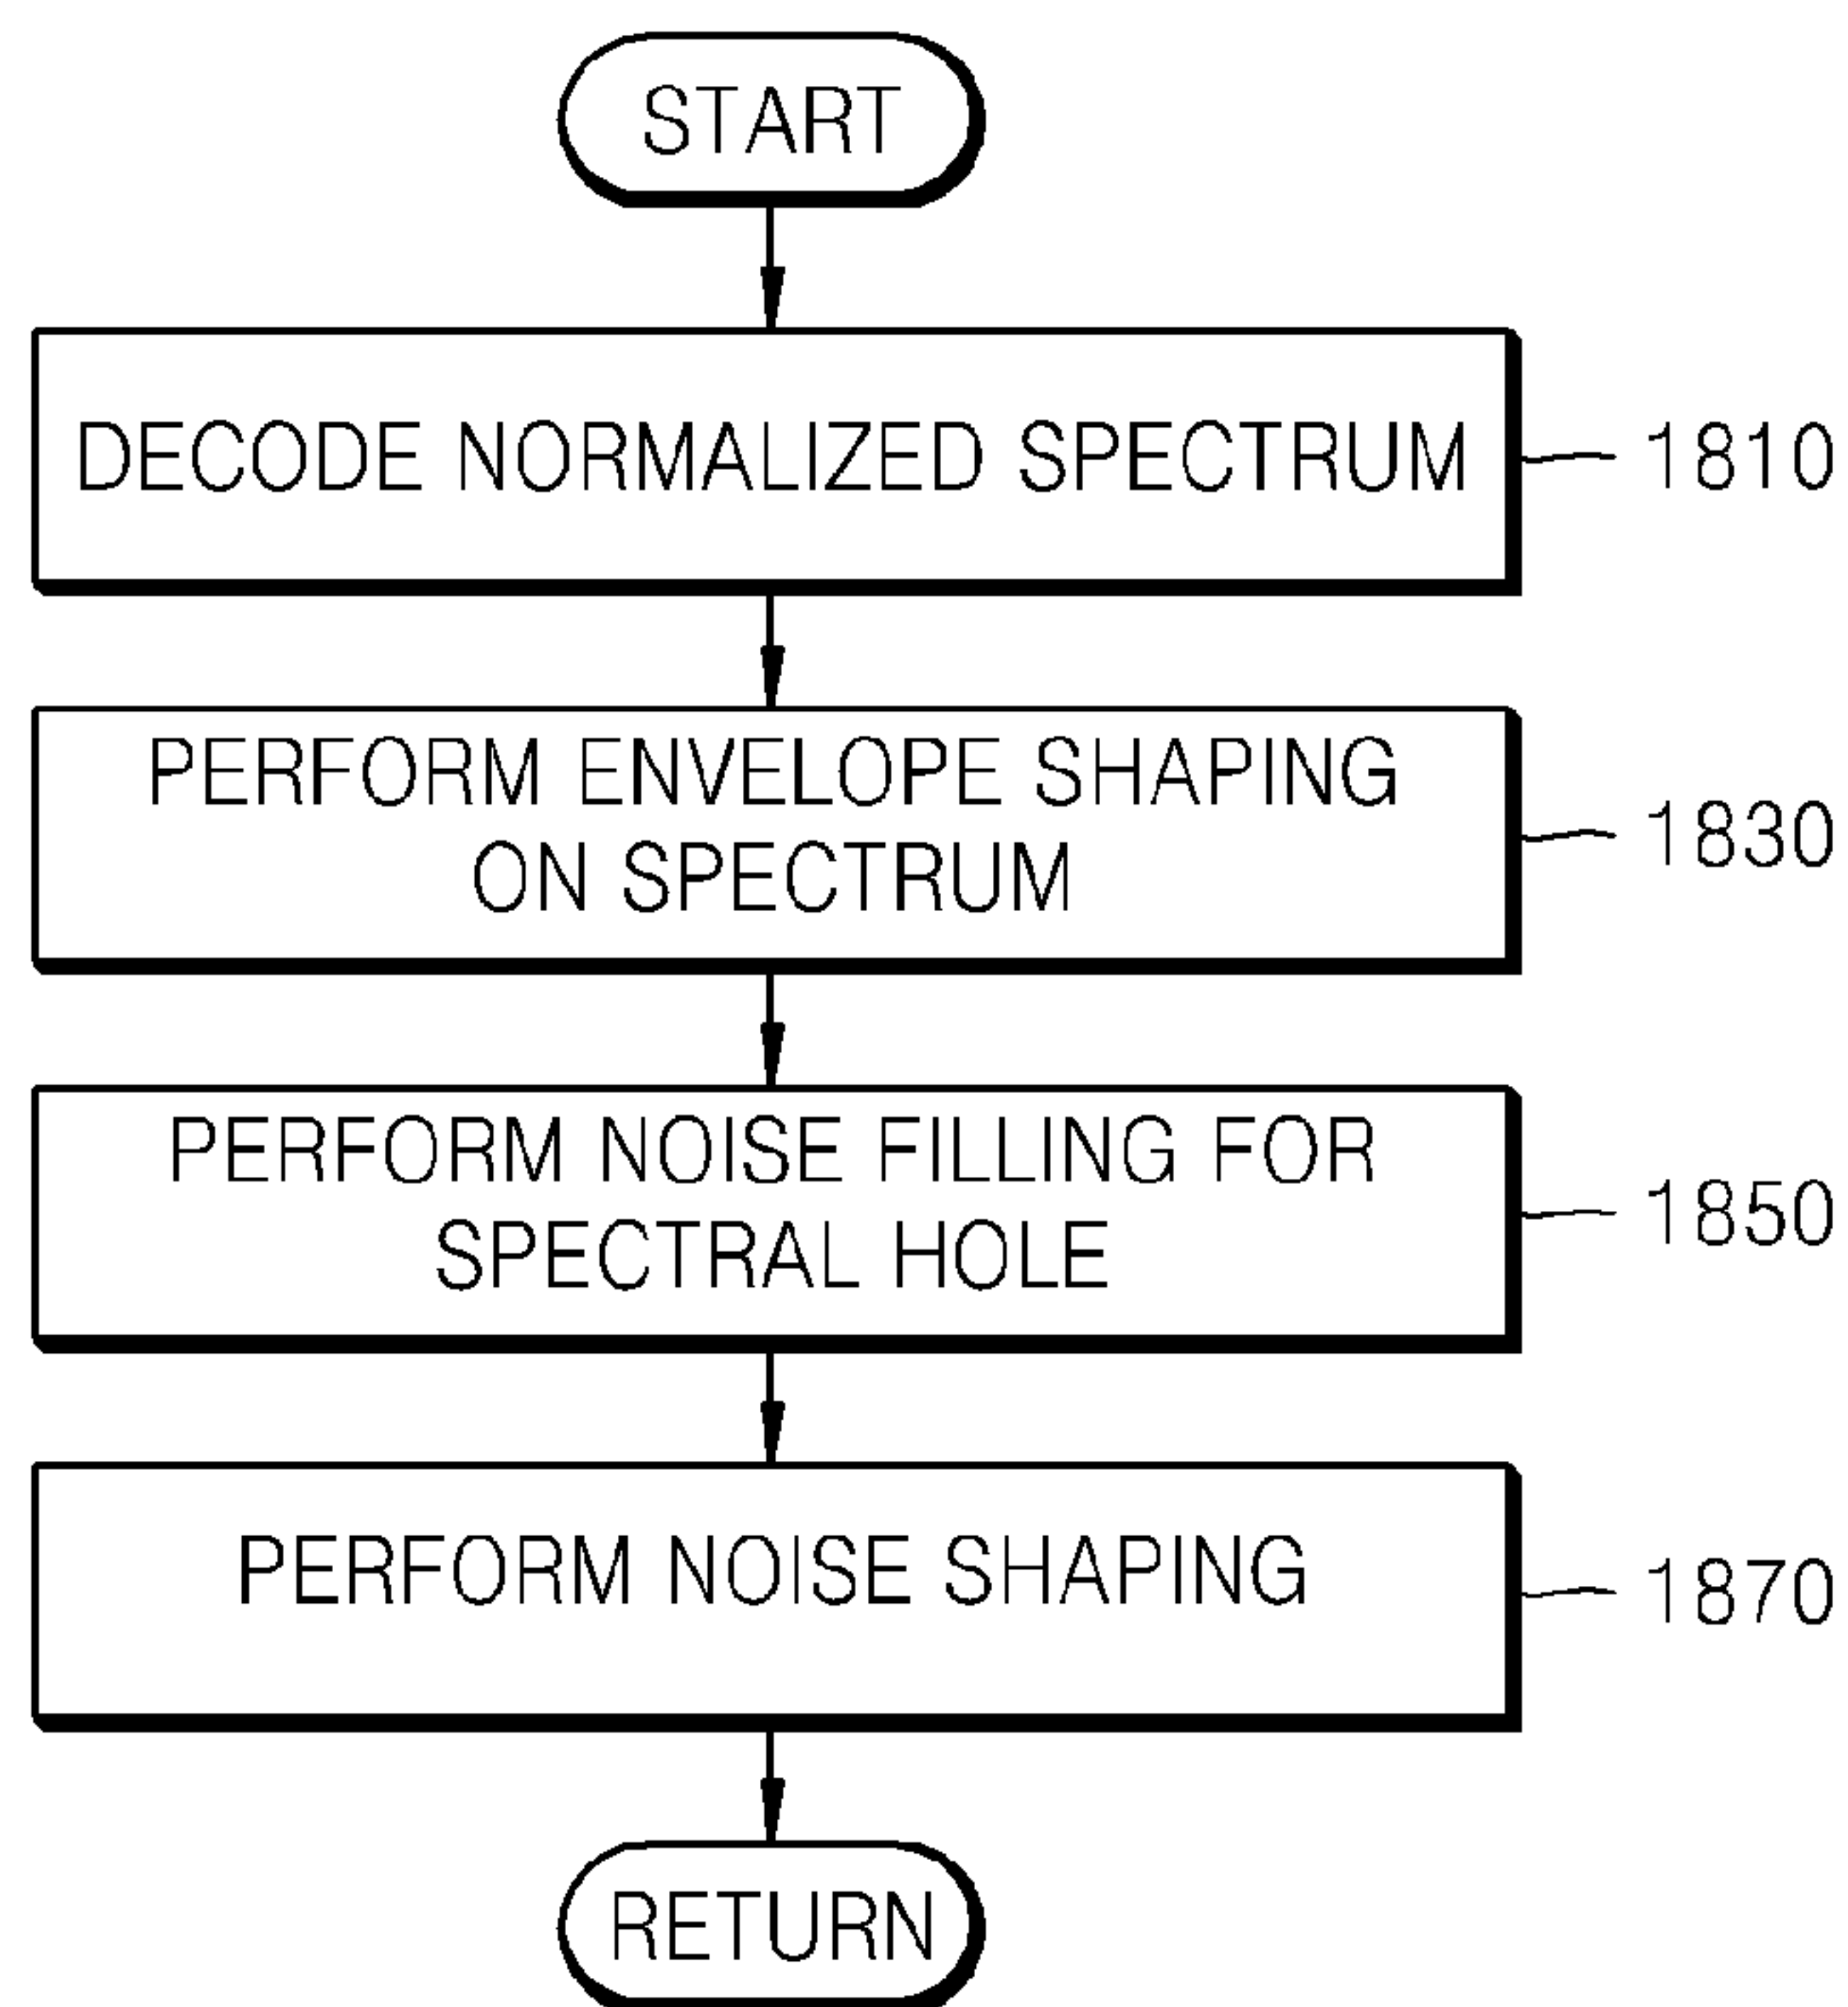 START
DECODE NORMALIZED SPECTRUM
1810
PERFORM ENVELOPE SHAPING
ON SPECTRUM
1830
PERFORM NOISE FILLING FOR
SPECTRAL HOLE
1850
PERFORM NOISE SHAPING
1870
RETURN